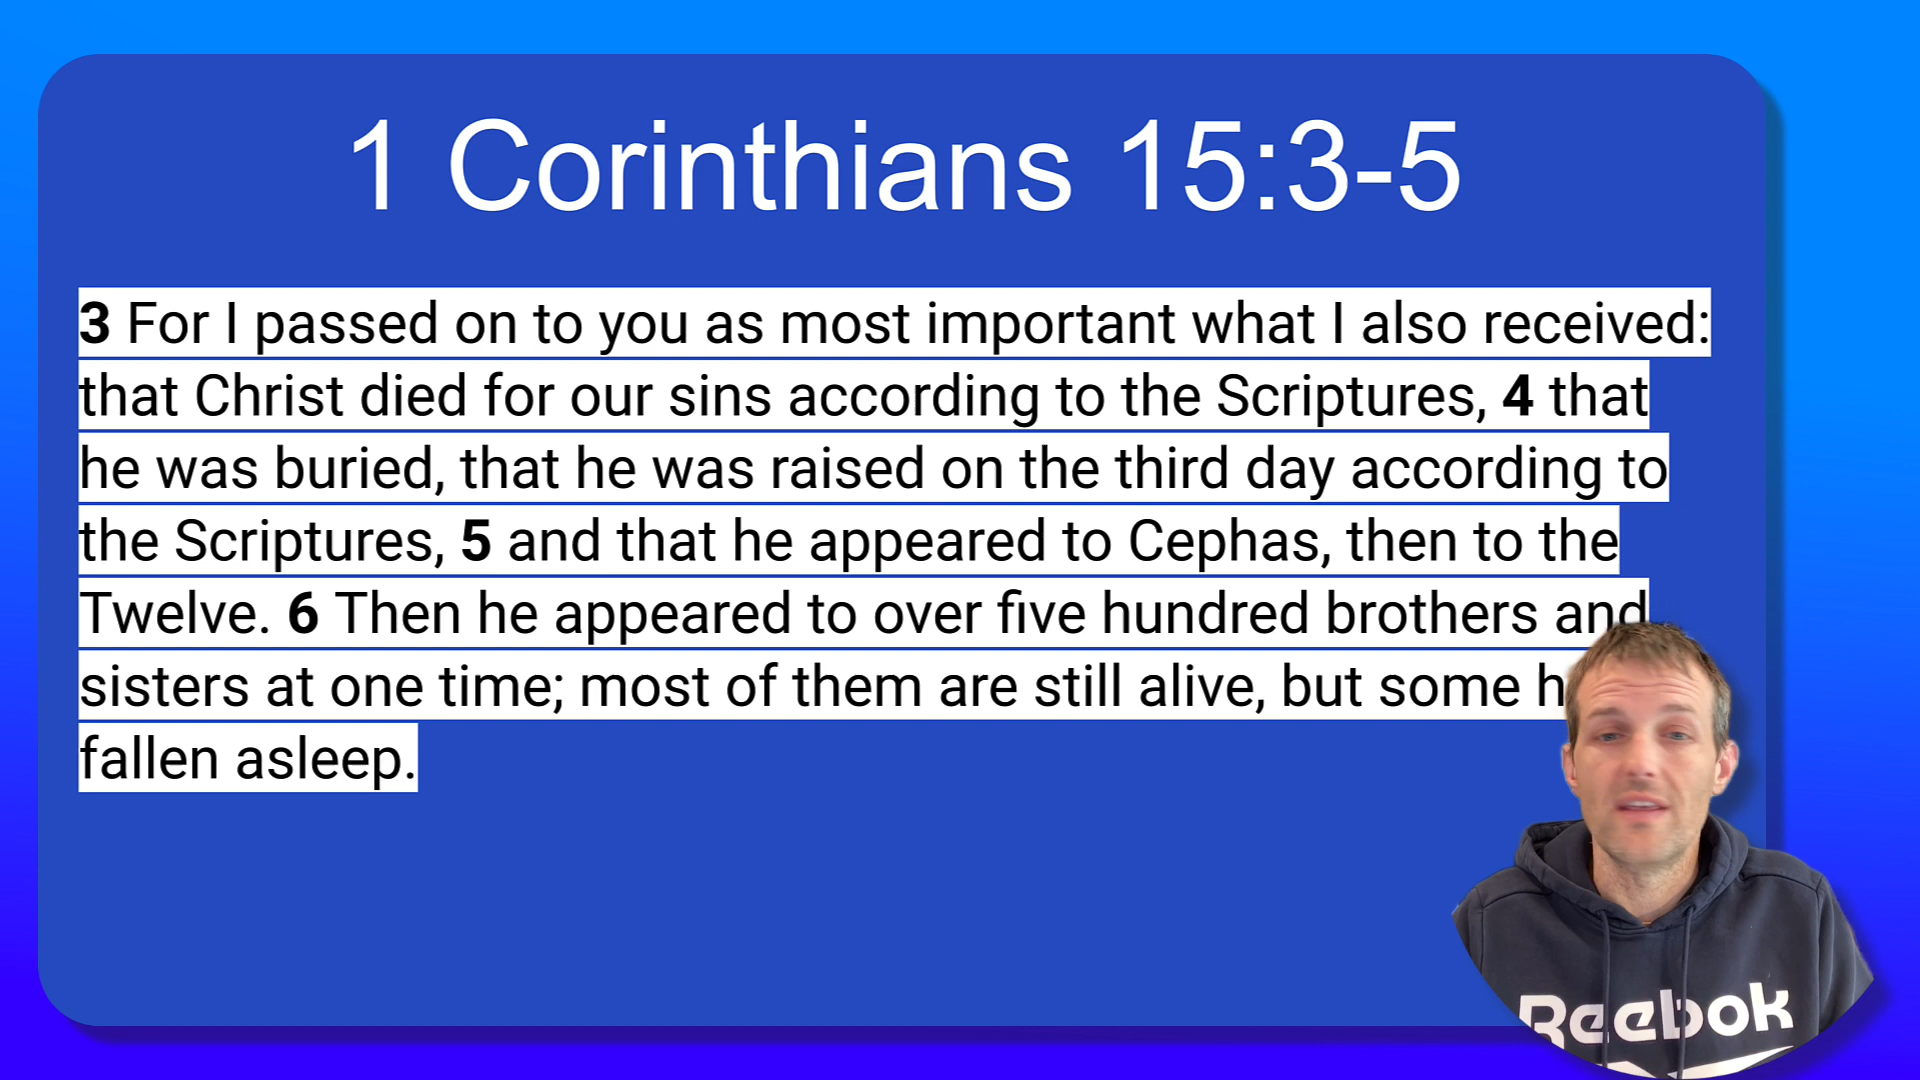 1 Corinthians 15:3-5
3 For I passed on to you as most important what I also received:
that Christ died for our sins according to the Scriptures, 4 that
he was buried, that he was raised on the third day according to
the Scriptures, 5 and that he appeared to Cephas, then to the
Twelve. 6 Then he appeared to over five hundred brothers and
sisters at one time; most of them are still alive, but some h
fallen asleep.
Reebok